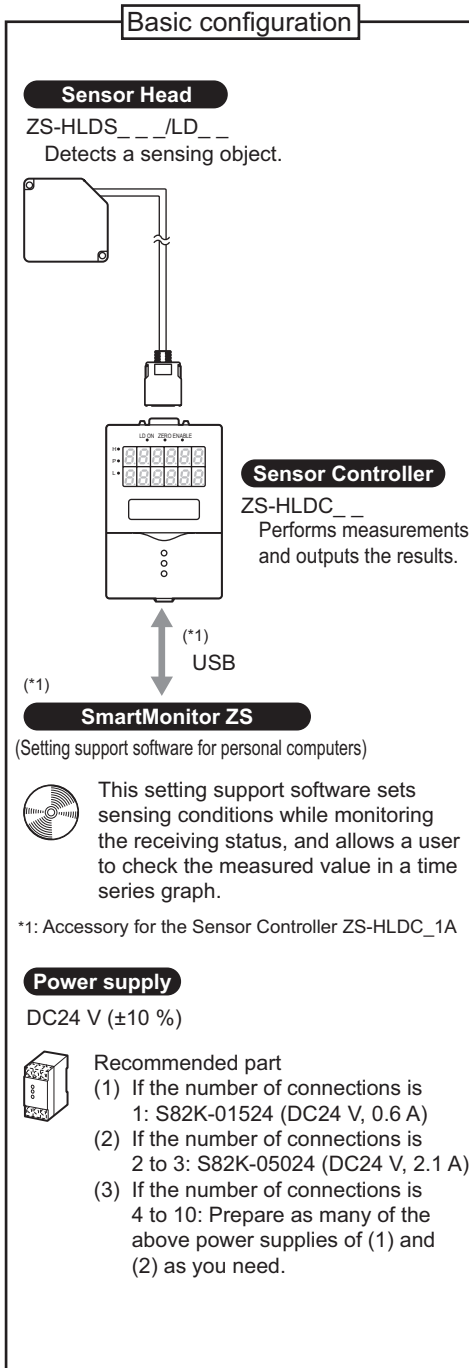 Basic configuration
Sensor Head
ZS-HLDS_ _ _/LD_ _
Detects a sensing object.
LD ON ZERO ENABLE
H
P
L
Sensor Controller
ZS-HLDC_ _
Performs measurements
and outputs the results.
(*1)
USB
(*1)
SmartMonitor ZS
(Setting support software for personal computers)
This setting support software sets
sensing conditions while monitoring
the receiving status, and allows a user
to check the measured value in a time
series graph.
*1: Accessory for the Sensor Controller ZS-HLDC_1A
Power supply
DC24 V (±10 %)
Recommended part
(1) If the number of connections is
1: S82K-01524 (DC24 V, 0.6 A)
(2) If the number of connections is
2 to 3: S82K-05024 (DC24 V, 2.1 A)
(3) If the number of connections is
4 to 10: Prepare as many of the
above power supplies of (1) and
(2) as you need.